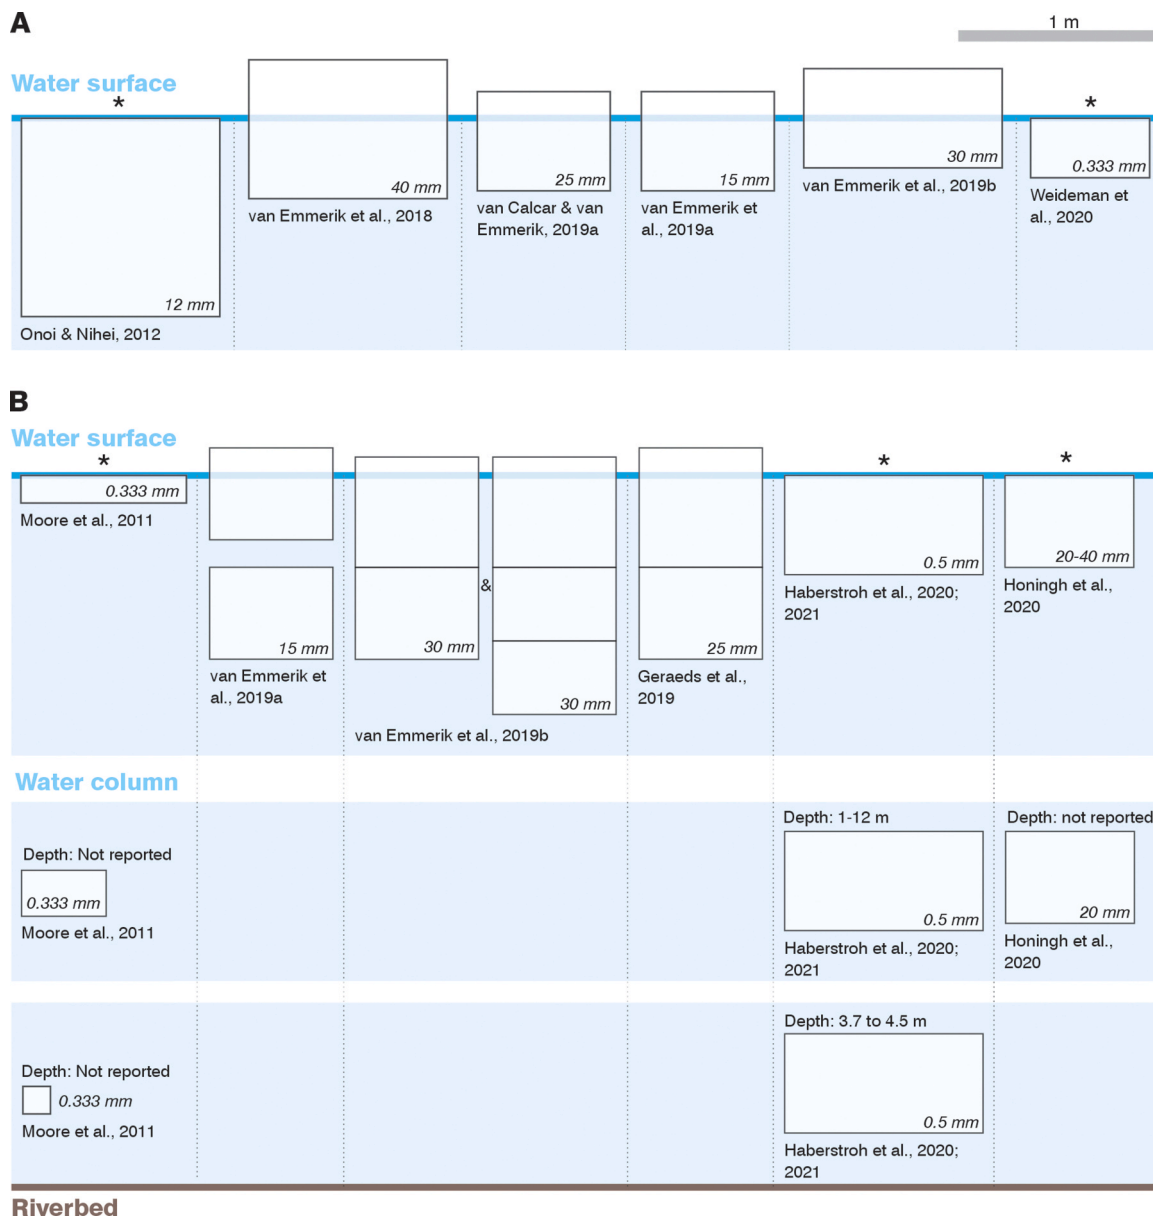 A
1 m
Water surface
*
*
40 mm
25 mm
15 mm
30 mm
0.333 mm
van Emmerik et al., 2018
van Calcar & van
Emmerik, 2019a
van Emmerik et
al., 2019a
van Emmerik et al., 2019b
Weideman et
al., 2020
12 mm
Onoi & Nihei, 2012
B
Water surface
*
*
*
0.333 mm
Moore et al., 2011
15 mm
van Emmerik et
al., 2019a
&
30 mm
30 mm
van Emmerik et al., 2019b
25 mm
Geraeds et al.,
2019
0.5 mm
Haberstroh et al., 2020;
2021
20-40 mm
Honingh et al.,
2020
Water column
Depth: Not reported
0.333 mm
Moore et al., 2011
Depth: 1-12 m
0.5 mm
Haberstroh et al., 2020;
2021
Depth: not reported
20 mm
Honingh et al.,
2020
Depth: Not reported
0.333 mm
Moore et al., 2011
Depth: 3.7 to 4.5 m
0.5 mm
Haberstroh et al., 2020;
2021
Riverbed